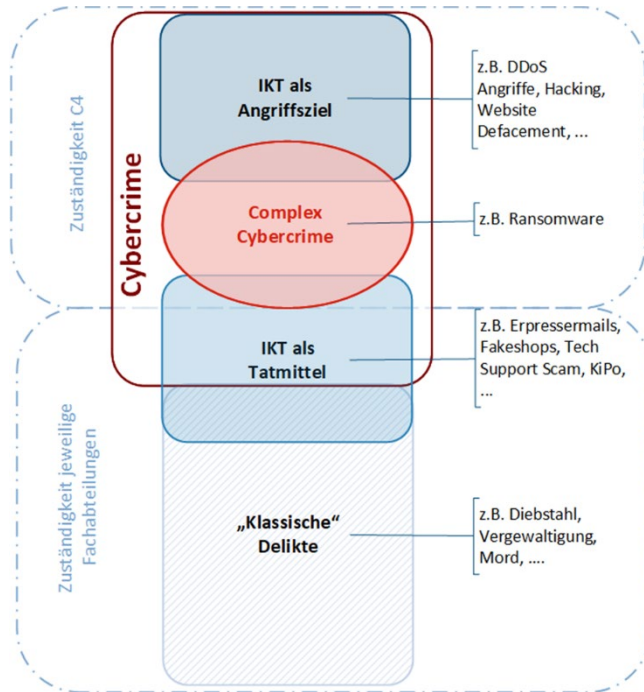 Zuständigkeit C4
Cybercrime
IKT als
Angriffsziel
z.B. DDoS
Angriffe, Hacking,
Website
Defacement, ...
Complex
Cybercrime
z.B. Ransomware
IKT als
Tatmittel
z.B. Erpressermails,
Fakeshops, Tech
Support Scam, KiPo,
...
Zuständigkeit jeweilige
Fachabteilungen
„Klassische“
Delikte
z.B. Diebstahl,
Vergewaltigung,
Mord, ....